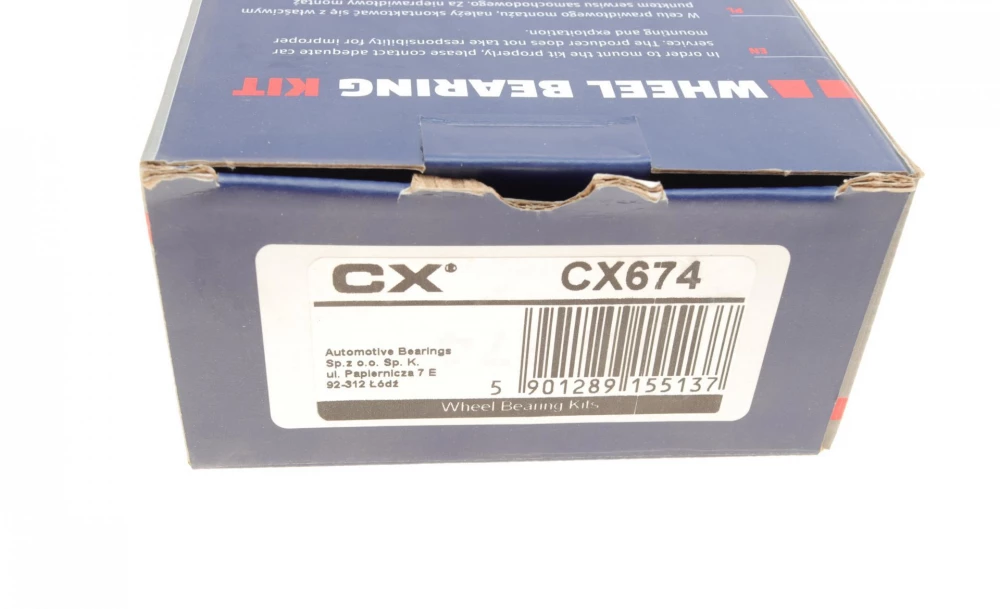 WHEEL BEARING KIT
EN
In order to mount the kit properly, please contact adequate car
service. The producer does not take responsibility for improper
mounting and exploitation.
PL
W celu prawidłowego montażu, należy skontaktować się z właściwym
punktem serwisu samochodowego. Za nieprawidłowy montaż
CX®
CX674
Automotive Bearings
Sp.z o.o. Sp. K.
ul. Papiernicza 7 E
92-312 Łódź
5 901289 155137
Wheel Bearing Kits